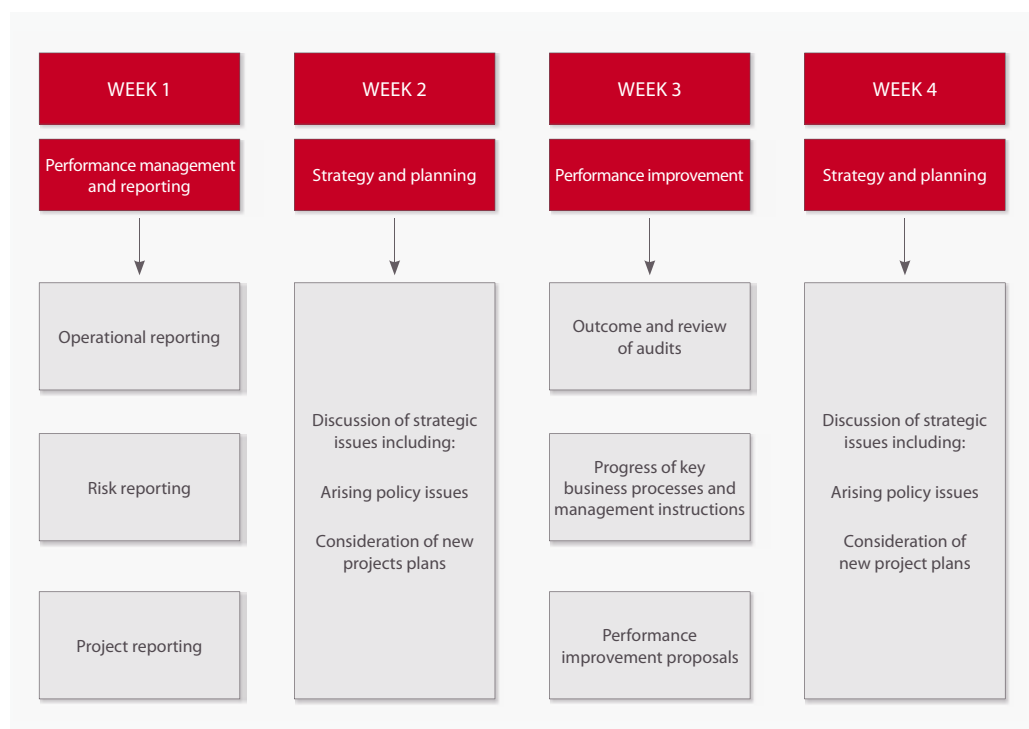 WEEK 1
Performance management
and reporting
Operational reporting
Risk reporting
Project reporting
WEEK 2
Strategy and planning
Discussion of strategic
issues including:
Arising policy issues
Consideration of new
projects plans
WEEK 3
Performance improvement
Outcome and review
of audits
Progress of key
business processes and
management instructions
Performance
improvement proposals
WEEK 4
Strategy and planning
Discussion of strategic
issues including:
Arising policy issues
Consideration of
new project plans